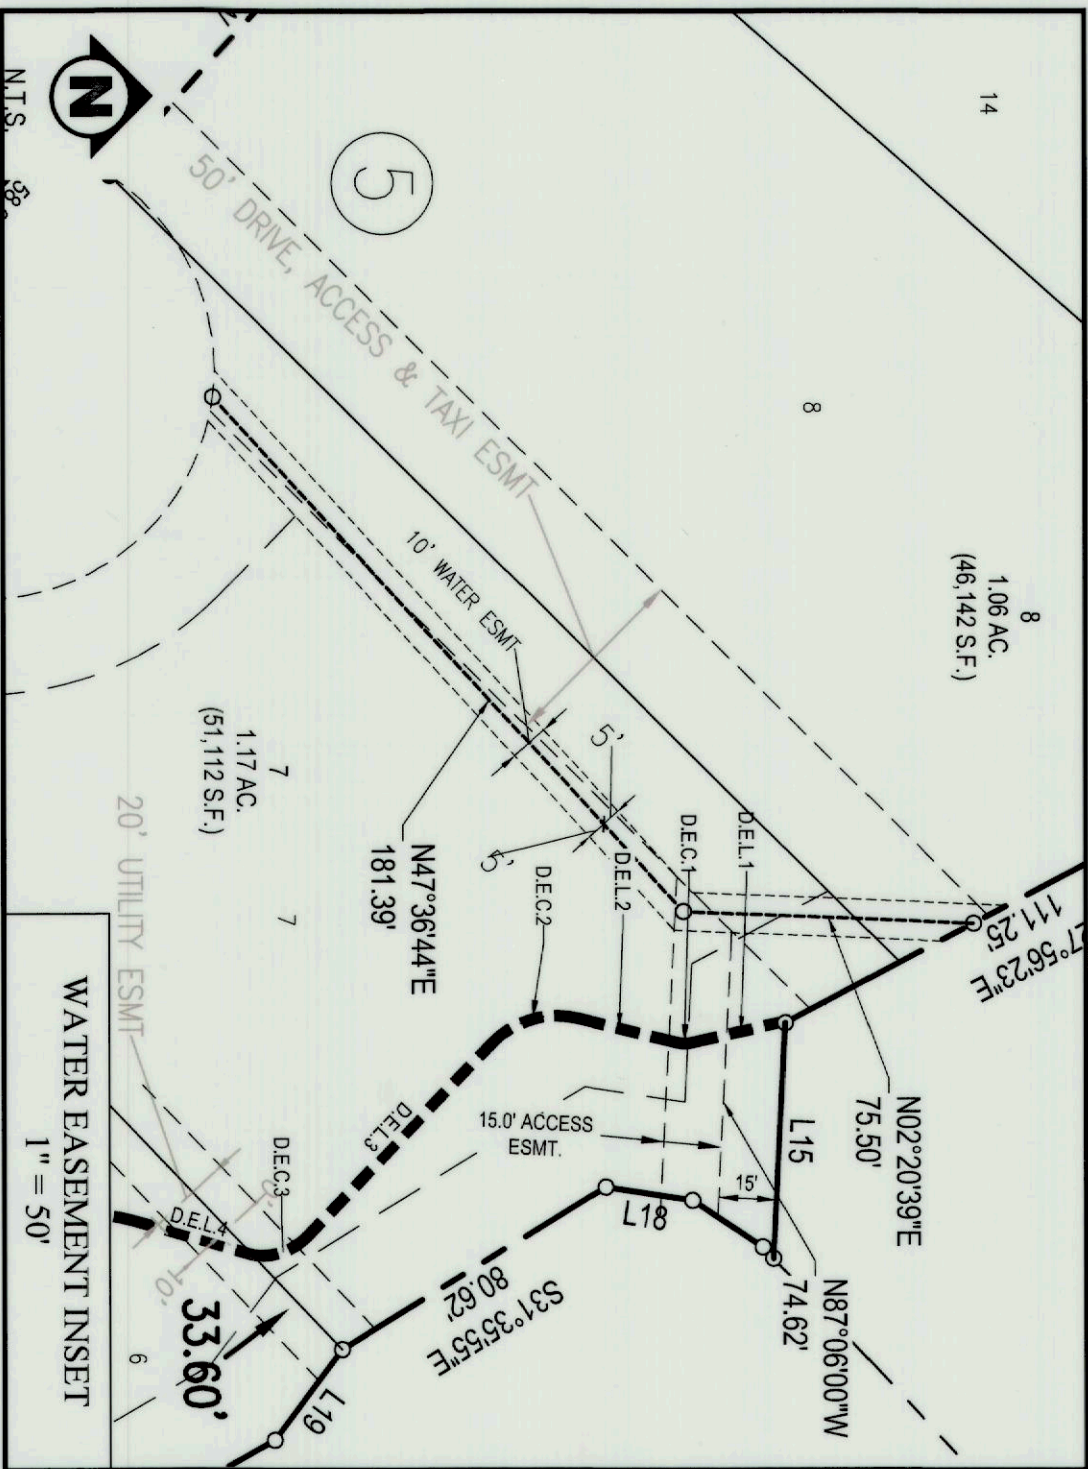 14
8
8
1.06 AC.
(46,142 S.F.)
5
N
N.T.S.
50' DRIVE, ACCESS & TAXI ESMT
10' WATER ESMT
5'
5'
N47°36'44"E
181.39'
7
1.17 AC.
(51,112 S.F.)
7
20' UTILITY ESMT
D.E.L.1
D.E.C.1
D.E.L.2
D.E.C.2
D.E.L.3
D.E.C.3
D.E.L.4
7°56'23"E
111.25'
N02°20'39"E
75.50'
L15
15.0' ACCESS
ESMT.
15'
N87°06'00"W
74.62'
L18
S31°35'55"E
80.62'
L19
33.60'
10'
6
WATER EASEMENT INSET
1" = 50'